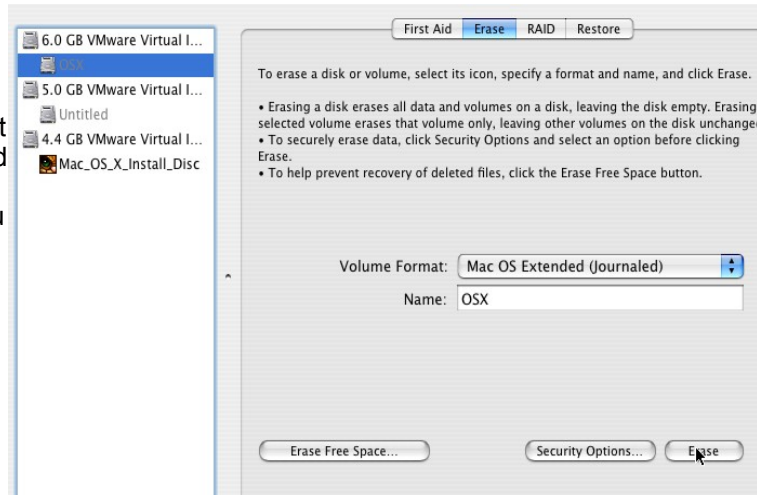 First Aid Erase RAID Restore
6.0 GB VMware Virtual I...
OSX
5.0 GB VMware Virtual I...
Untitled
4.4 GB VMware Virtual I...
Mac_OS_X_Install_Disc
To erase a disk or volume, select its icon, specify a format and name, and click Erase.
• Erasing a disk erases all data and volumes on a disk, leaving the disk empty. Erasing
selected volume erases that volume only, leaving other volumes on the disk unchange
• To securely erase data, click Security Options and select an option before clicking
Erase.
• To help prevent recovery of deleted files, click the Erase Free Space button.
Volume Format: Mac OS Extended (Journaled)
Name: OSX
Erase Free Space... Security Options... Erase